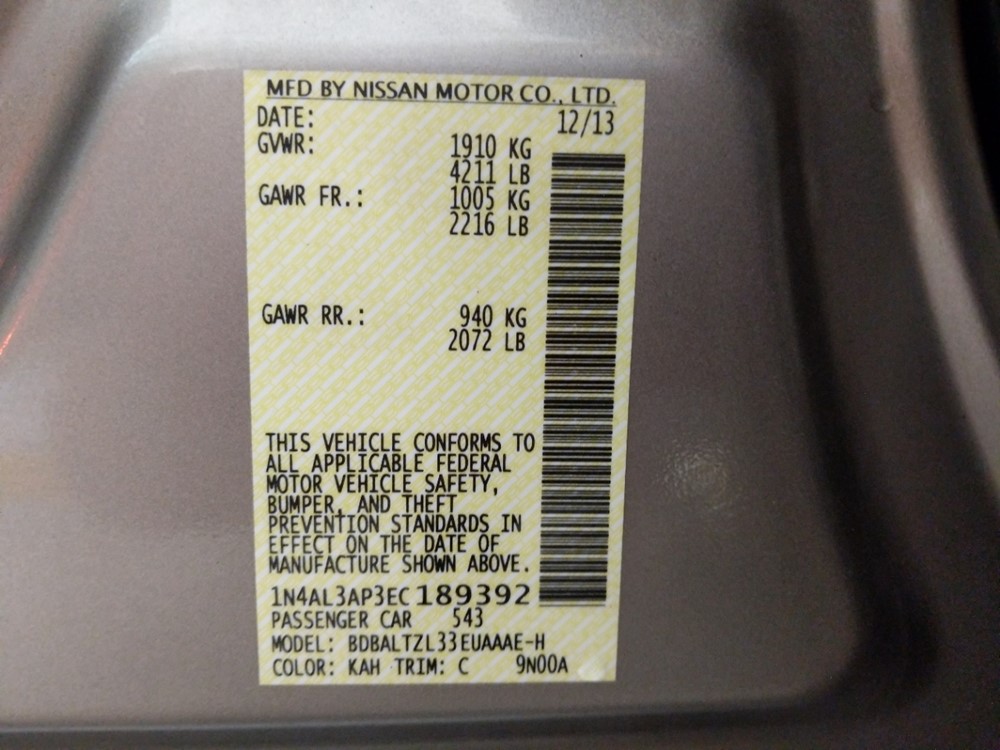 MFD BY NISSAN MOTOR CO., LTD.
DATE: 12/13
GVWR: 1910 KG
4211 LB
GAWR FR.: 1005 KG
2216 LB
GAWR RR.: 940 KG
2072 LB
THIS VEHICLE CONFORMS TO
ALL APPLICABLE FEDERAL
MOTOR VEHICLE SAFETY,
BUMPER, AND THEFT
PREVENTION STANDARDS IN
EFFECT ON THE DATE OF
MANUFACTURE SHOWN ABOVE.
1N4AL3AP3EC189392
PASSENGER CAR 543
MODEL: BDBALTZL33EUAAAE-H
COLOR: KAH TRIM: C 9N00A